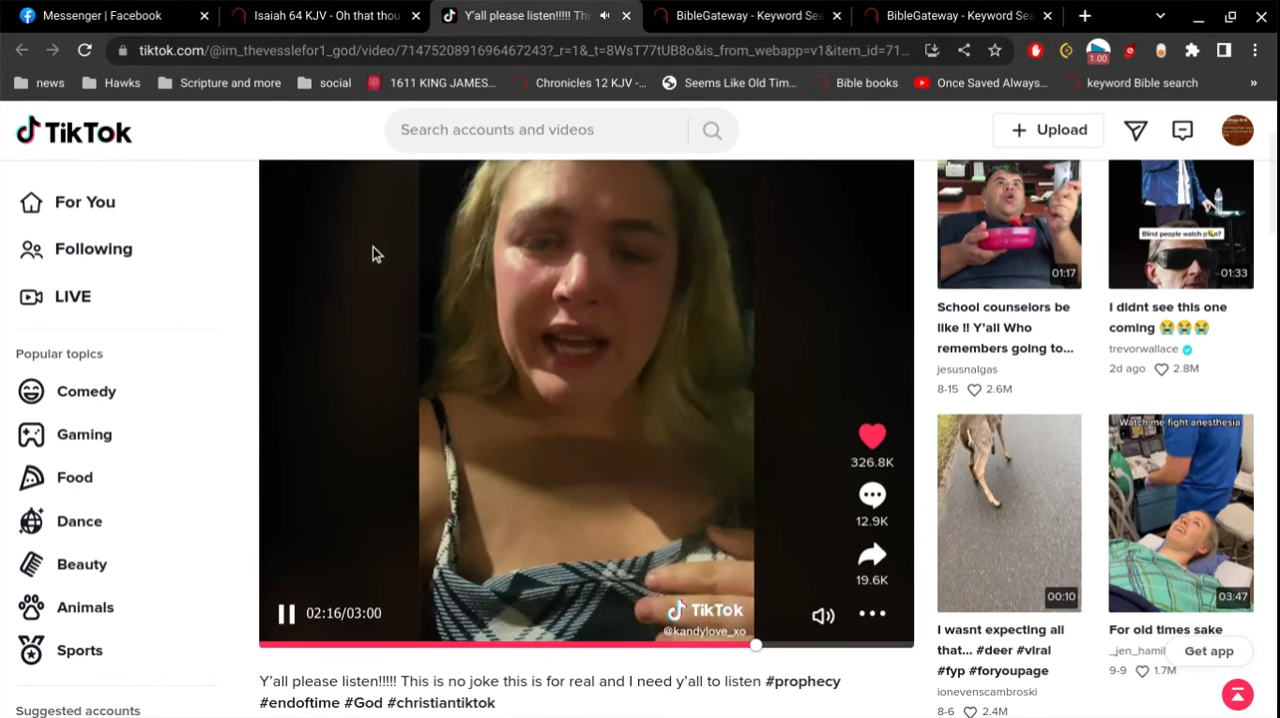 Messenger | Facebook
Isaiah 64 KJV - Oh that thou
Y'all please listen!!!!! Thi
BibleGateway - Keyword Sea
BibleGateway - Keyword Sea
tiktok.com/@im_thevesslefor1_god/video/7147520891696467243?_r=1&_t=8WsT77tUB8o&is_from_webapp=v1&item_id=71...
1.00
news
Hawks
Scripture and more
social
1611 KING JAMES...
Chronicles 12 KJV -...
Seems Like Old Tim...
Bible books
Once Saved Always...
keyword Bible search
»
TikTok
Search accounts and videos
Upload
For You
Following
LIVE
Popular topics
Comedy
Gaming
Food
Dance
Beauty
Animals
Sports
Suggested accounts
326.8K
12.9K
19.6K
02:16/03:00
TikTok
@kandylove_xo
Y'all please listen!!!!! This is no joke this is for real and I need y'all to listen #prophecy
#endoftime #God #christiantiktok
01:17
School counselors be
like !! Y'all Who
remembers going to...
jesusnalgas
8-15 2.6M
Blind people watch p rn?
01:33
I didnt see this one
coming 😭😭😭
trevorwallace
2d ago 2.8M
00:10
I wasnt expecting all
that... #deer #viral
#fyp #foryoupage
ionevenscambroski
8-6 2.4M
Watch me fight anesthesia
03:47
For old times sake
_jen_hamil
9-9 1.7M
Get app